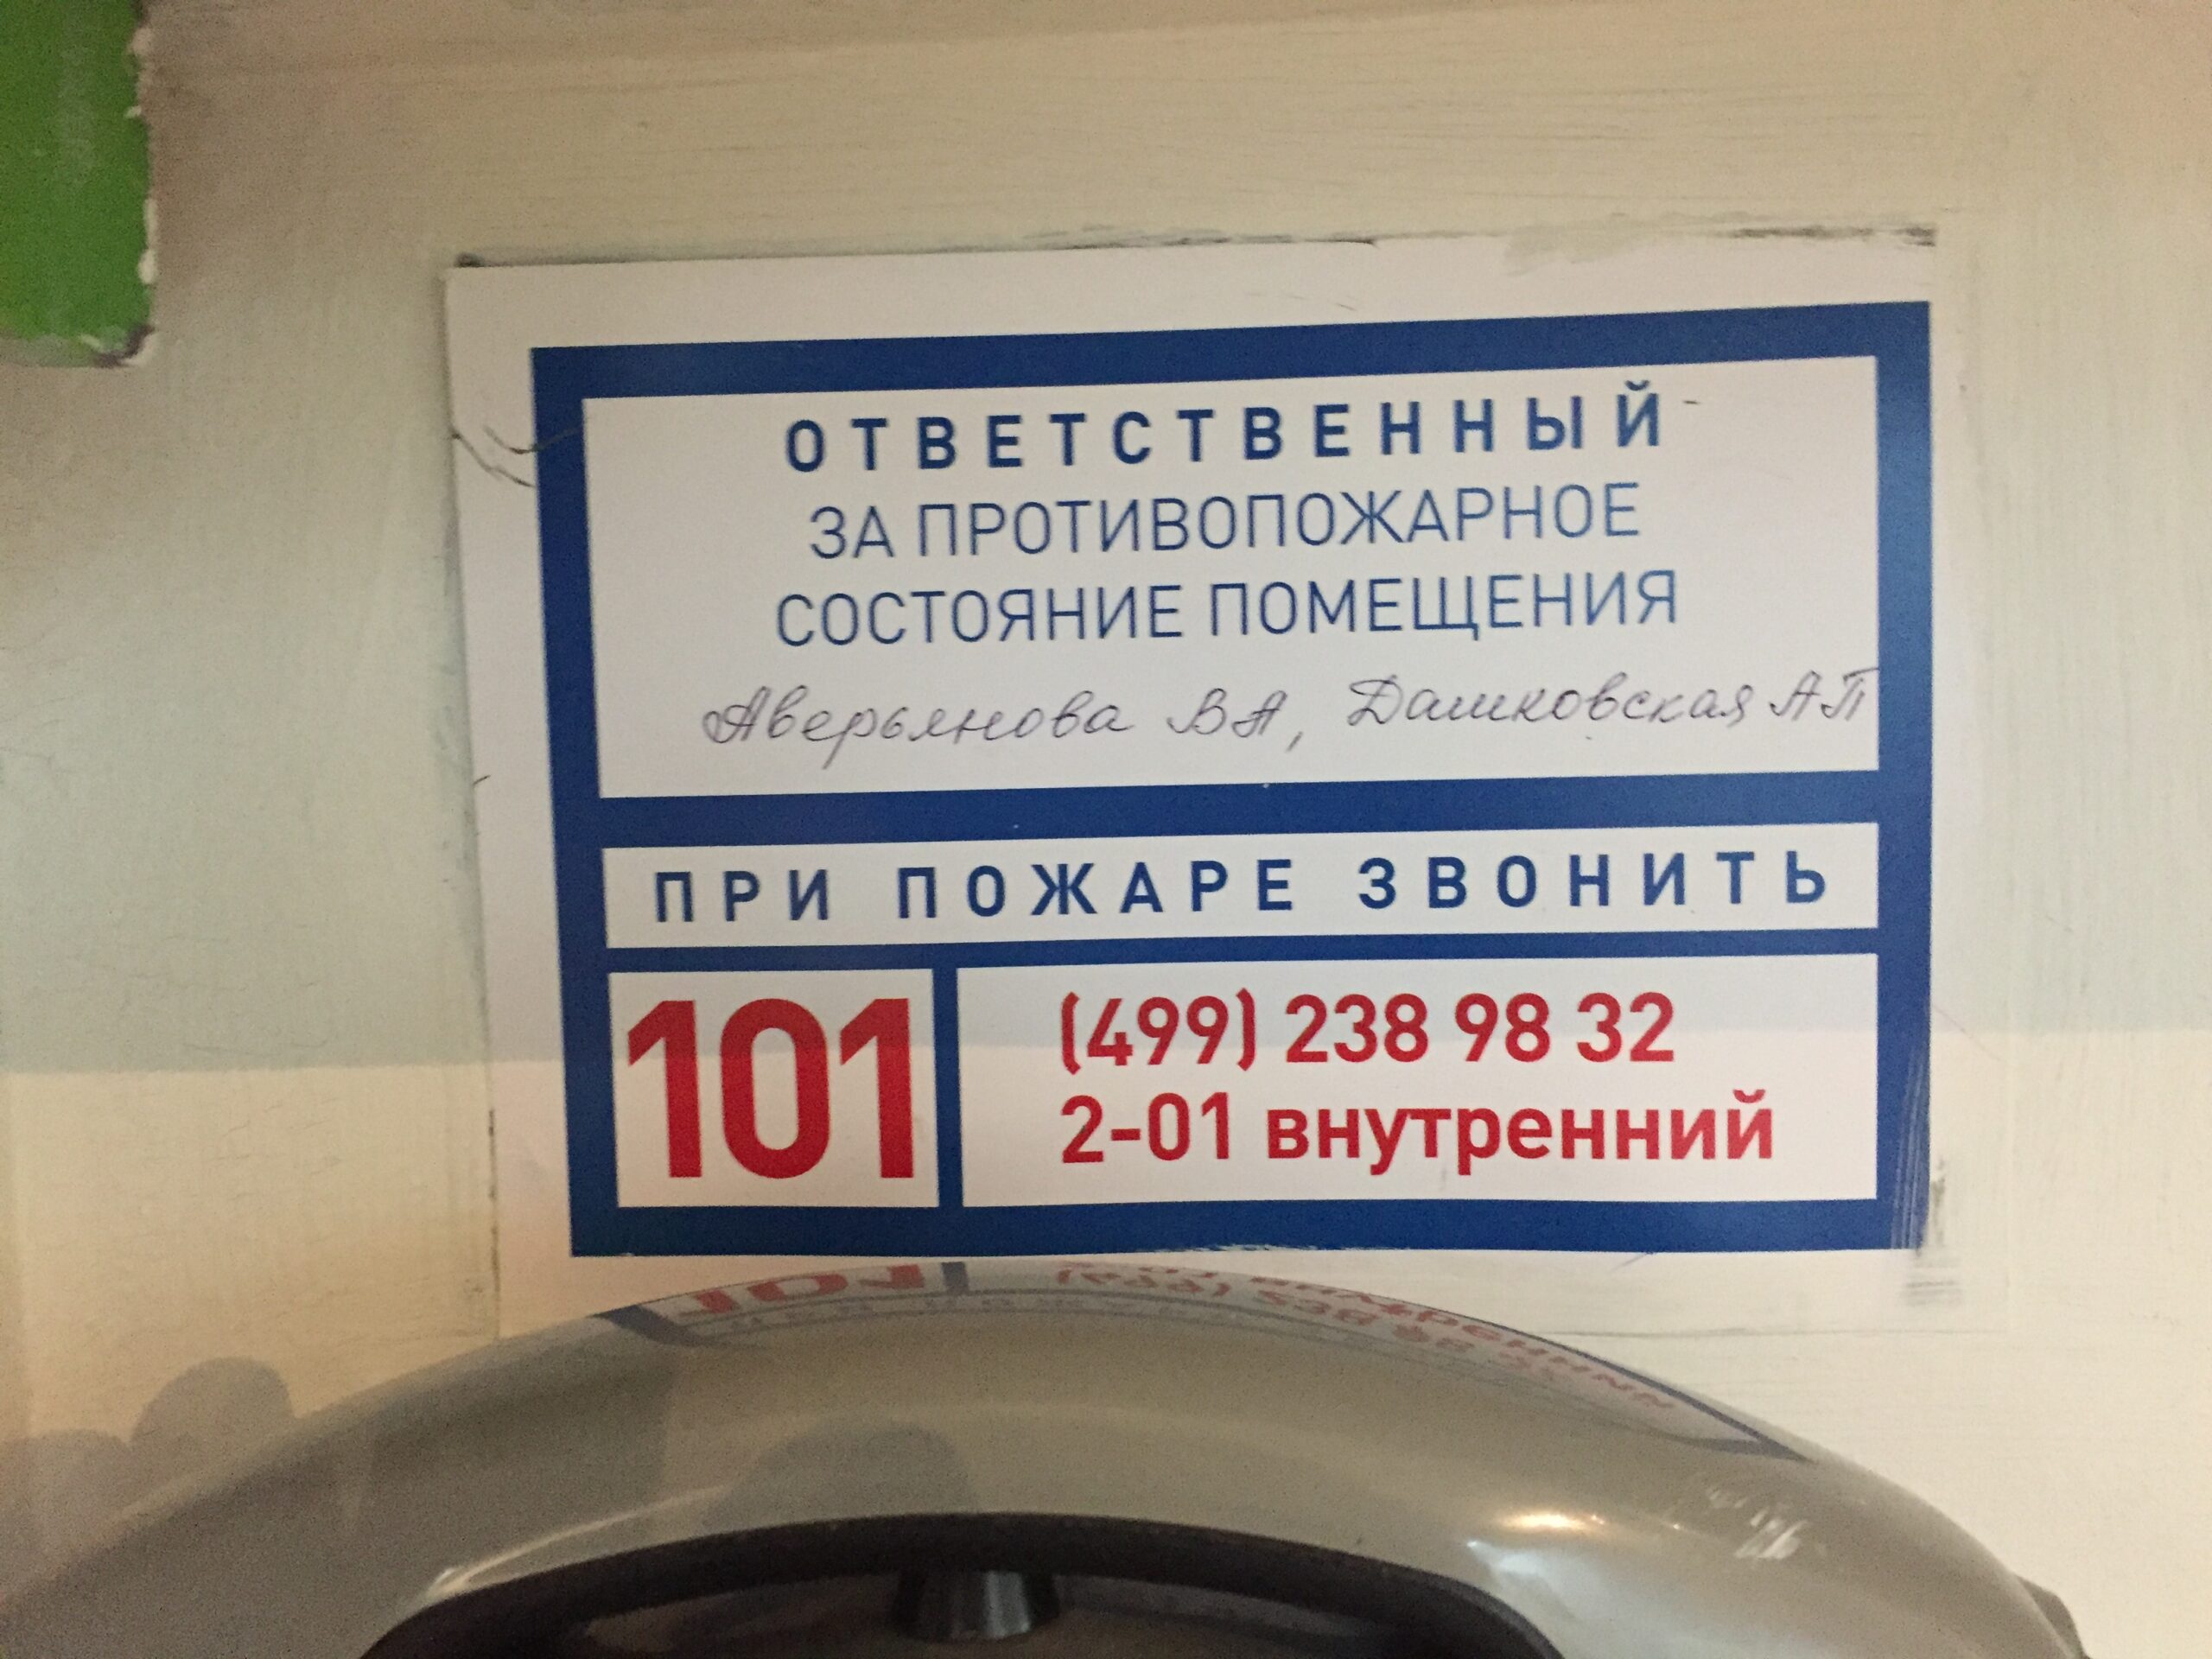 ОТВЕТСТВЕННЫЙ
ЗА ПРОТИВОПОЖАРНОЕ
СОСТОЯНИЕ ПОМЕЩЕНИЯ
Аверьянова ВА, Дашковская АП
ПРИ ПОЖАРЕ ЗВОНИТЬ
101
(499) 238 98 32
2-01 внутренний